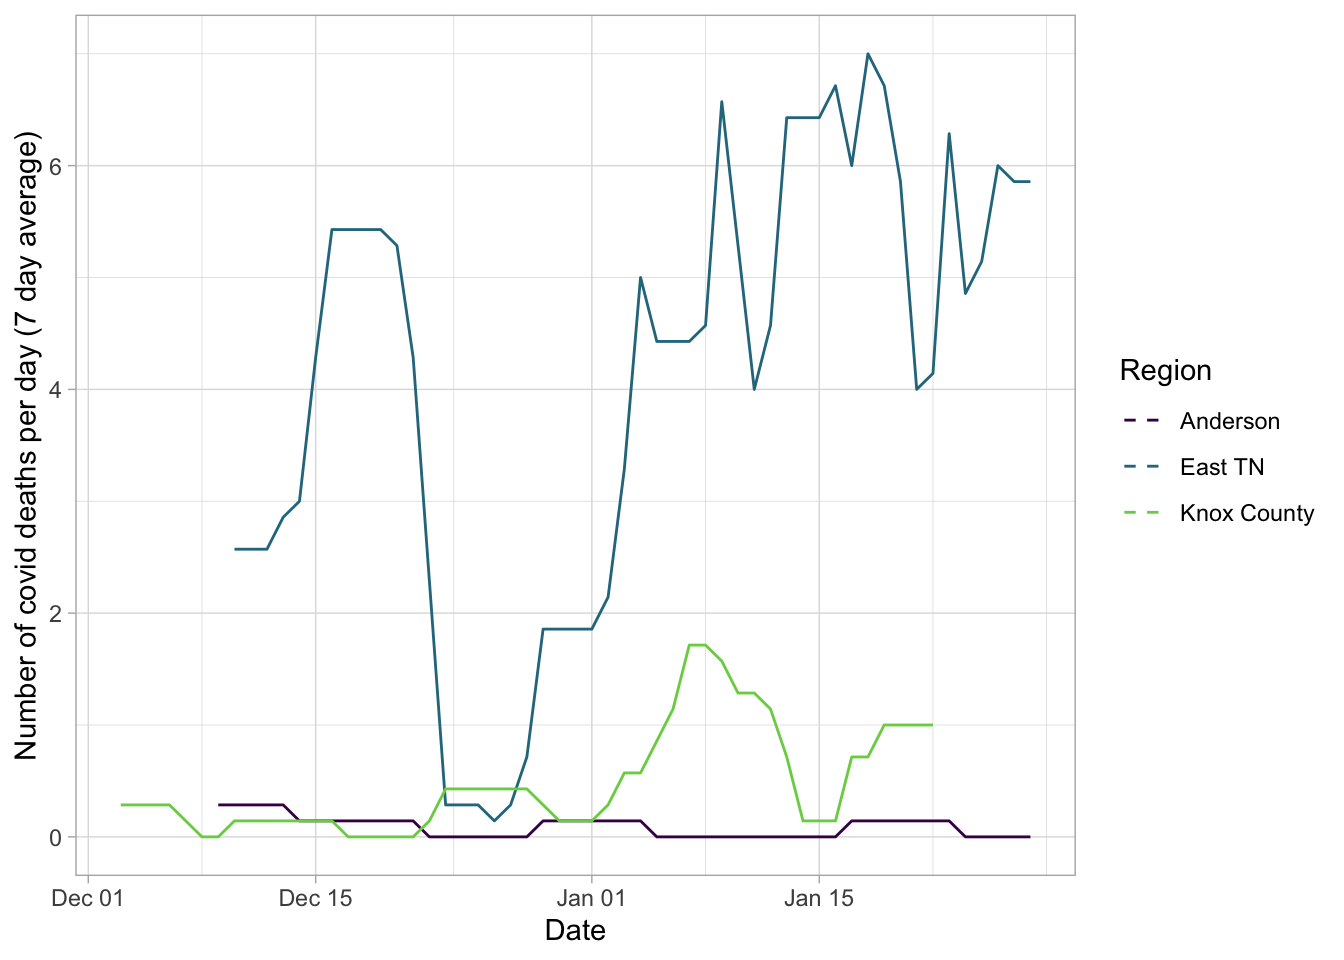 Number of covid deaths per day (7 day average)
6
4
2
0
Dec 01
Dec 15
Jan 01
Jan 15
Date
Region
Anderson
East TN
Knox County